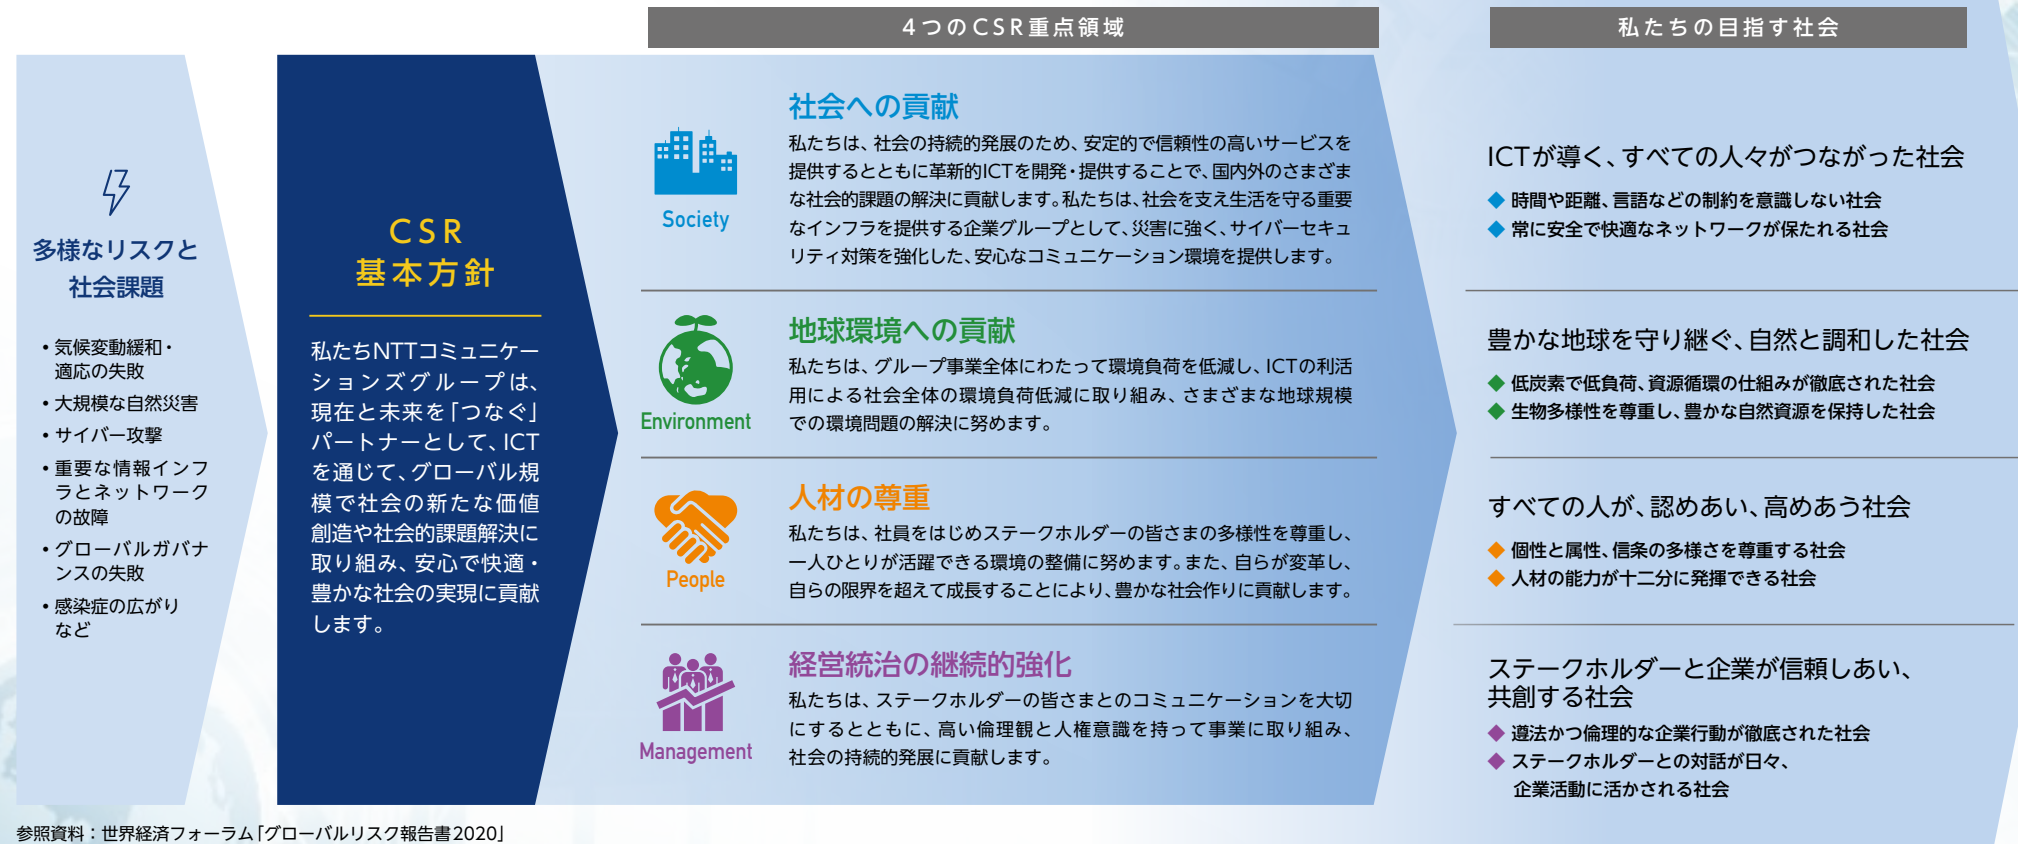 4つのCSR重点領域
私たちの目指す社会
多様なリスクと
社会課題
•気候変動緩和・
適応の失敗
•大規模な自然災害
•サイバー攻撃
•重要な情報インフ
ラとネットワーク
の故障
•グローバルガバナ
ンスの失敗
•感染症の広がり
など
CSR
基本方針
私たちNTTコミュニケー
ションズグループは、
現在と未来を「つなぐ」
パートナーとして、ICT
を通じて、グローバル規
模で社会の新たな価値
創造や社会的課題解決に
取り組み、安心で快適・
豊かな社会の実現に貢献
します。
Society
社会への貢献
私たちは、社会の持続的発展のため、安定的で信頼性の高いサービスを
提供するとともに革新的ICTを開発・提供することで、国内外のさまざま
な社会的課題の解決に貢献します。私たちは、社会を支え生活を守る重要
なインフラを提供する企業グループとして、災害に強く、サイバーセキュ
リティ対策を強化した、安心なコミュニケーション環境を提供します。
Environment
地球環境への貢献
私たちは、グループ事業全体にわたって環境負荷を低減し、ICTの利活
用による社会全体の環境負荷低減に取り組み、さまざまな地球規模
での環境問題の解決に努めます。
People
人材の尊重
私たちは、社員をはじめステークホルダーの皆さまの多様性を尊重し、
一人ひとりが活躍できる環境の整備に努めます。また、自らが変革し、
自らの限界を超えて成長することにより、豊かな社会作りに貢献します。
Management
経営統治の継続的強化
私たちは、ステークホルダーの皆さまとのコミュニケーションを大切
にするとともに、高い倫理観と人権意識を持って事業に取り組み、
社会の持続的発展に貢献します。
ICTが導く、すべての人々がつながった社会
◆ 時間や距離、言語などの制約を意識しない社会
◆ 常に安全で快適なネットワークが保たれる社会
豊かな地球を守り継ぐ、自然と調和した社会
◆ 低炭素で低負荷、資源循環の仕組みが徹底された社会
◆ 生物多様性を尊重し、豊かな自然資源を保持した社会
すべての人が、認めあい、高めあう社会
◆ 個性と属性、信条の多様さを尊重する社会
◆ 人材の能力が十二分に発揮できる社会
ステークホルダーと企業が信頼しあい、
共創する社会
◆ 遵法かつ倫理的な企業行動が徹底された社会
◆ ステークホルダーとの対話が日々、
企業活動に活かされる社会
参照資料：世界経済フォーラム「グローバルリスク報告書2020」